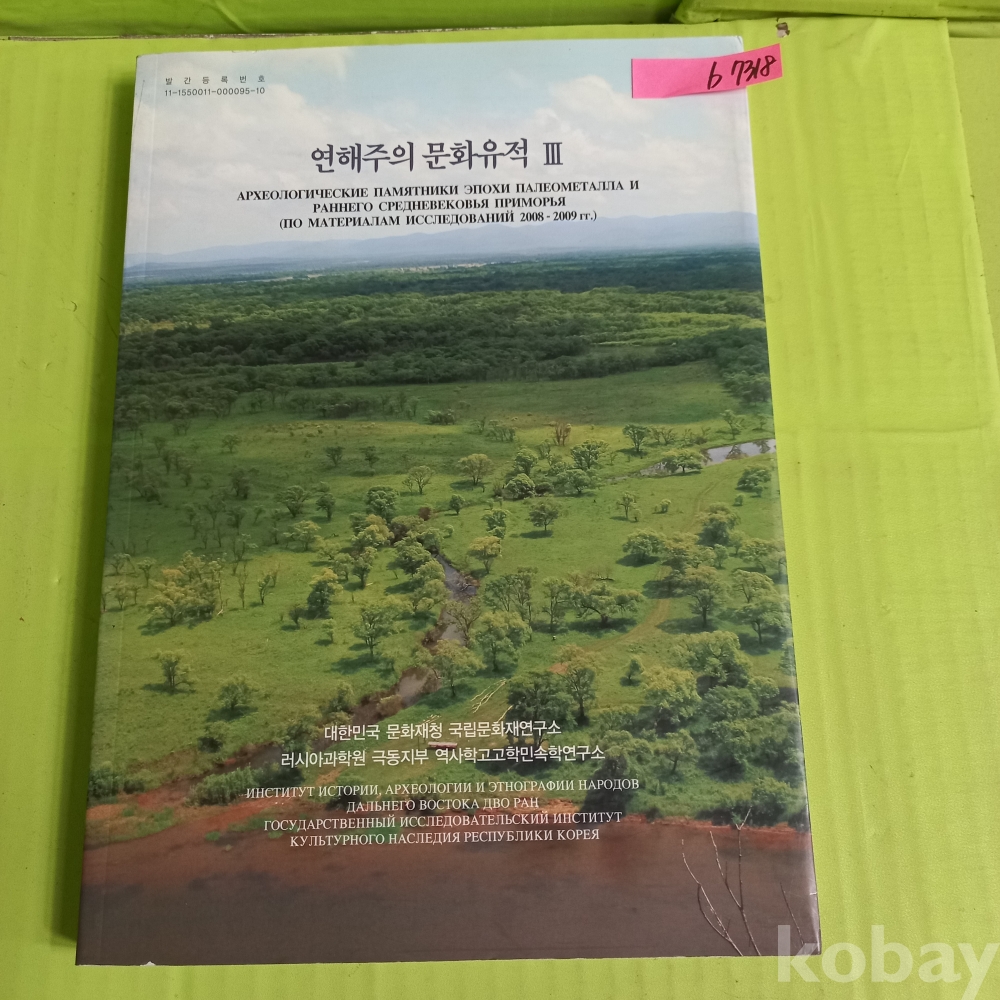 발간등록번호
11-1550011-000095-10
b 7318
연해주의 문화유적 Ⅲ
АРХЕОЛОГИЧЕСКИЕ ПАМЯТНИКИ ЭПОХИ ПАЛЕОМЕТАЛЛА И
РАННЕГО СРЕДНЕВЕКОВЬЯ ПРИМОРЬЯ
(ПО МАТЕРИАЛАМ ИССЛЕДОВАНИЙ 2008 - 2009 гг.)
대한민국 문화재청 국립문화재연구소
러시아과학원 극동지부 역사학고고학민속학연구소
ИНСТИТУТ ИСТОРИИ, АРХЕОЛОГИИ И ЭТНОГРАФИИ НАРОДОВ
ДАЛЬНЕГО ВОСТОКА ДВО РАН
ГОСУДАРСТВЕННЫЙ ИССЛЕДОВАТЕЛЬСКИЙ ИНСТИТУТ
КУЛЬТУРНОГО НАСЛЕДИЯ РЕСПУБЛИКИ КОРЕЯ
kobay